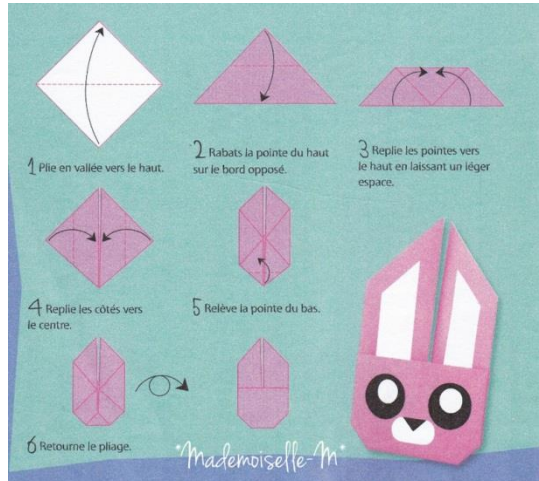 1 Plie en vallée vers le haut.
2 Rabats la pointe du haut
sur le bord opposé.
3 Replie les pointes vers
le haut en laissant un léger
espace.
4 Replie les côtés vers
le centre.
5 Relève la pointe du bas.
6 Retourne le pliage.
*Mademoiselle-M*